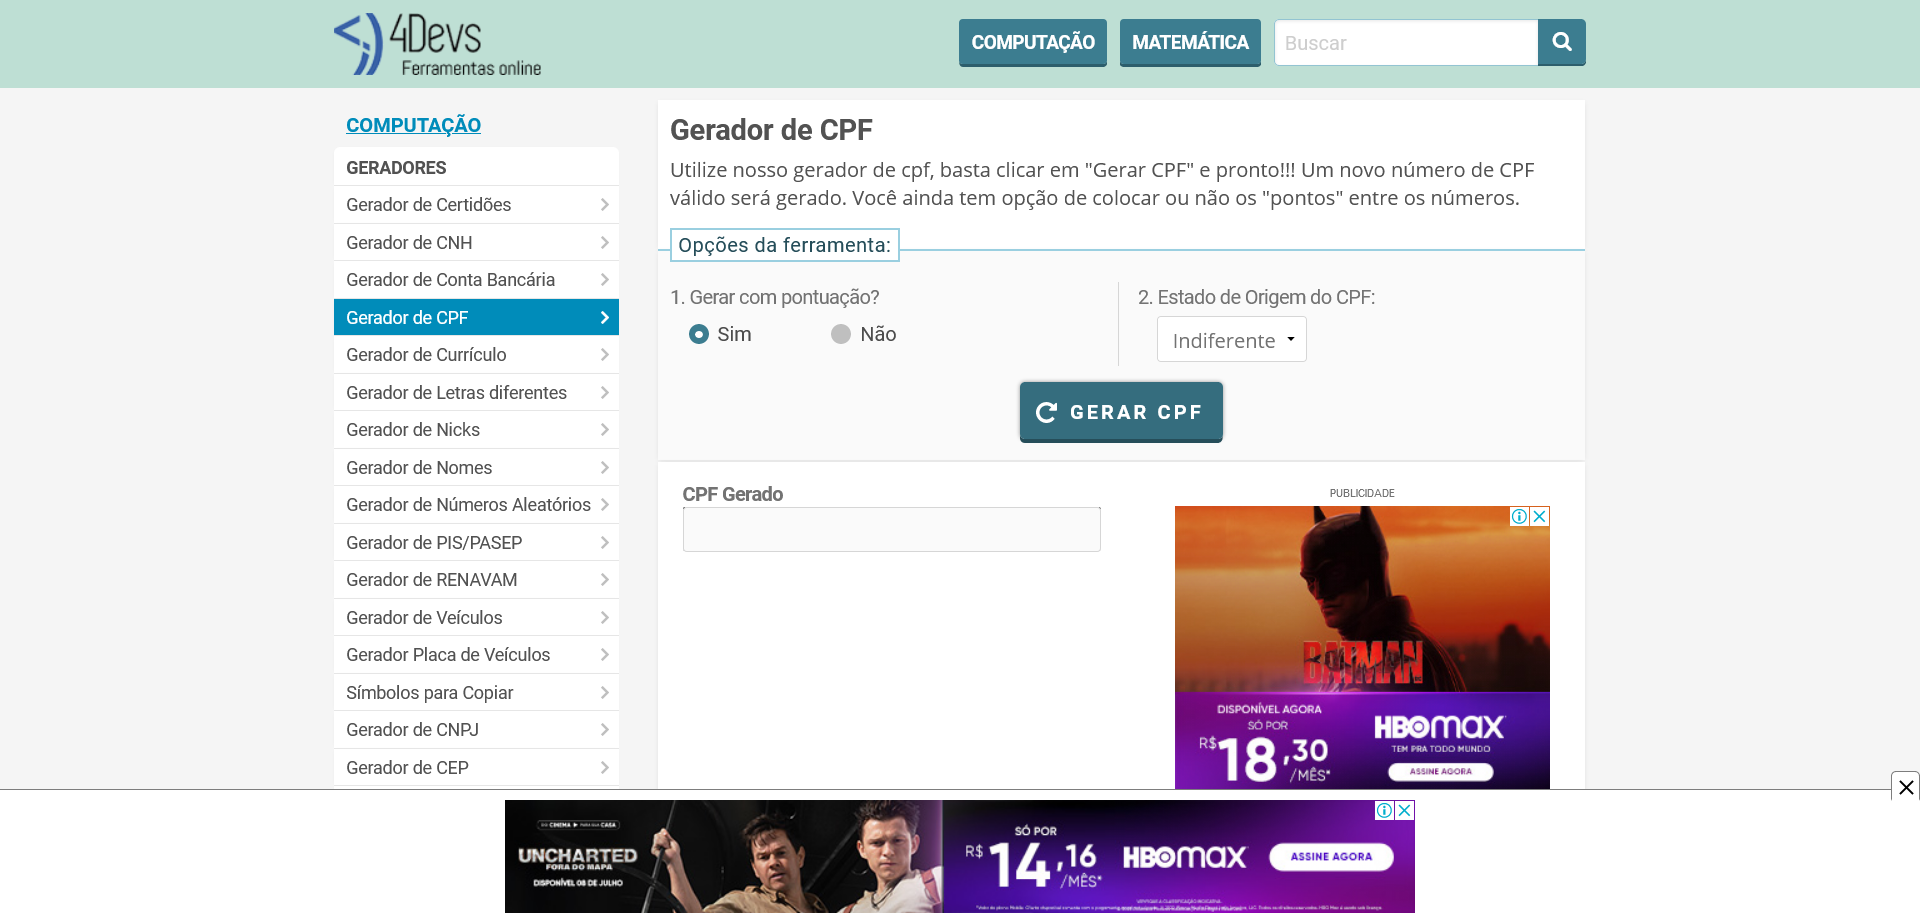 4Devs
Ferramentas online
COMPUTAÇÃO
MATEMÁTICA
Buscar
COMPUTAÇÃO
GERADORES
Gerador de Certidões
Gerador de CNH
Gerador de Conta Bancária
Gerador de CPF
Gerador de Currículo
Gerador de Letras diferentes
Gerador de Nicks
Gerador de Nomes
Gerador de Números Aleatórios
Gerador de PIS/PASEP
Gerador de RENAVAM
Gerador de Veículos
Gerador Placa de Veículos
Símbolos para Copiar
Gerador de CNPJ
Gerador de CEP
Gerador de CPF
Utilize nosso gerador de cpf, basta clicar em "Gerar CPF" e pronto!!! Um novo número de CPF
válido será gerado. Você ainda tem opção de colocar ou não os "pontos" entre os números.
Opções da ferramenta:
1. Gerar com pontuação?
Sim
Não
2. Estado de Origem do CPF:
Indiferente
GERAR CPF
CPF Gerado
PUBLICIDADE
BATMAN
DISPONÍVEL AGORA
SÓ POR
R$18,30
/MÊS*
HBOMAX
TEM PRA TODO MUNDO
ASSINE AGORA
DO CINEMA PARA SUA CASA
UNCHARTED
FORA DO MAPA
DISPONÍVEL 08 DE JULHO
SÓ POR
R$14,16
/MÊS*
HBOMAX
ASSINE AGORA